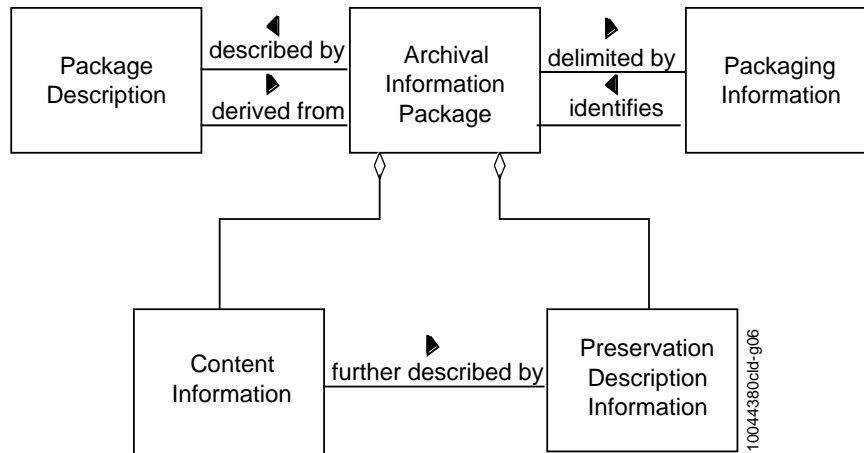 Package
Description
described by
derived from
Archival
Information
Package
delimited by
identifies
Packaging
Information
Content
Information
further described by
Preservation
Description
Information
10044380cld-g06